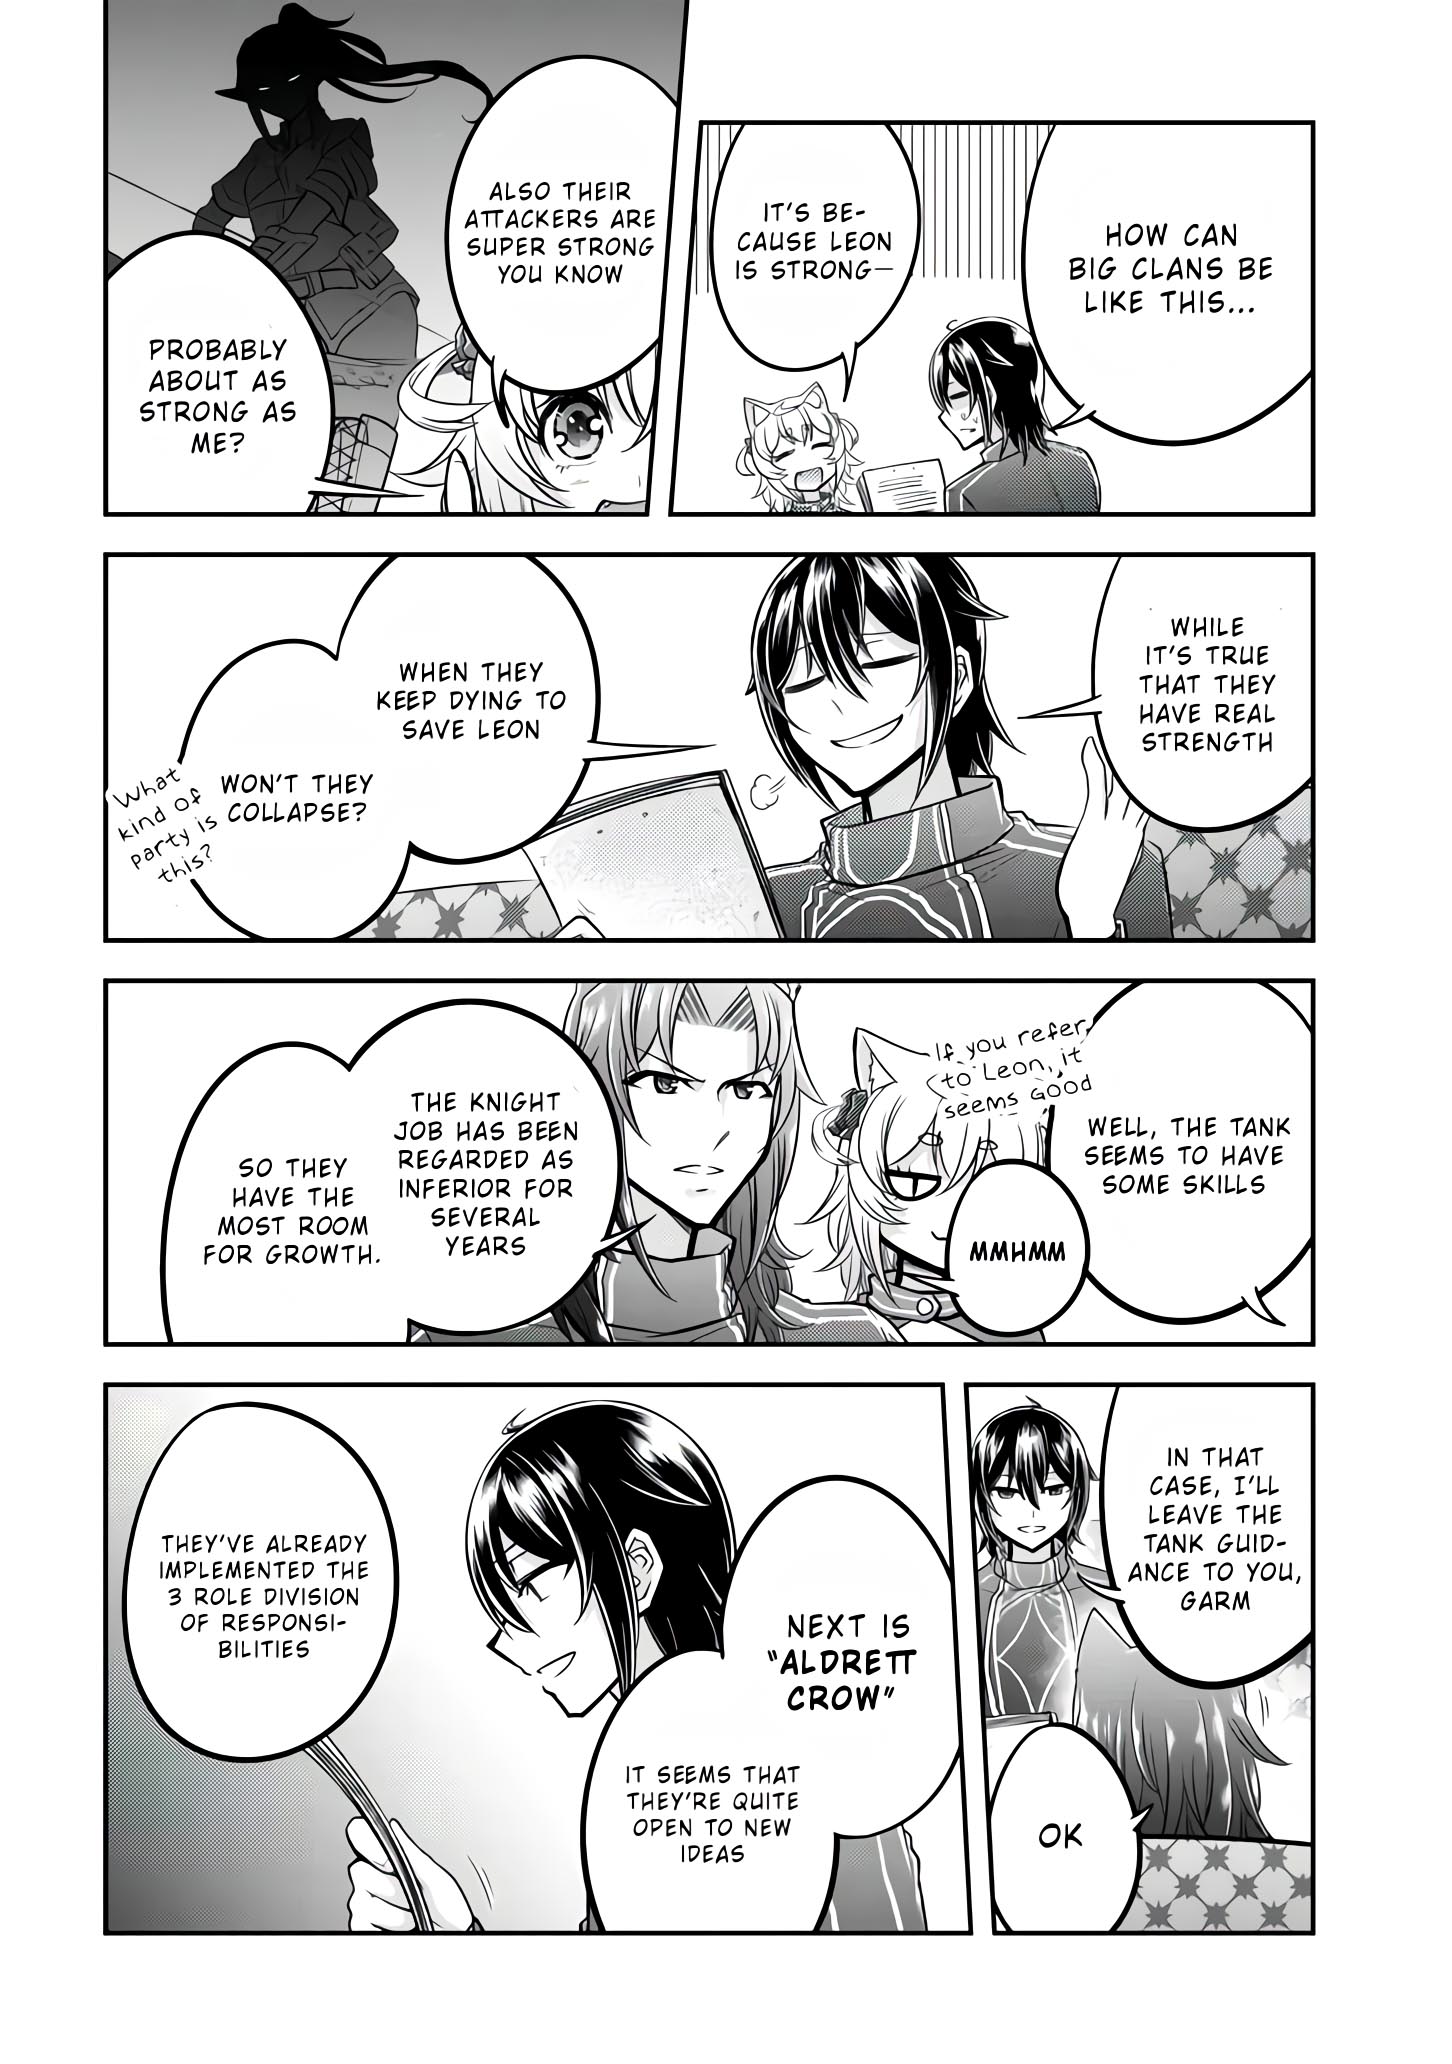 HOW CAN
BIG CLANS BE
LIKE THIS...
IT'S BE-
CAUSE LEON
IS STRONG—
ALSO THEIR
ATTACKERS ARE
SUPER STRONG
YOU KNOW
PROBABLY
ABOUT AS
STRONG AS
ME?
WHILE
IT'S TRUE
THAT THEY
HAVE REAL
STRENGTH
WHEN THEY
KEEP DYING TO
SAVE LEON
WON'T THEY
COLLAPSE?
What
kind of
party is
this?
WELL, THE TANK
SEEMS TO HAVE
SOME SKILLS
If you refer
to Leon, it
seems Good
MMHMM
THE KNIGHT
JOB HAS BEEN
REGARDED AS
INFERIOR FOR
SEVERAL
YEARS
SO THEY
HAVE THE
MOST ROOM
FOR GROWTH.
IN THAT
CASE, I'LL
LEAVE THE
TANK GUID-
ANCE TO YOU,
GARM
OK
NEXT IS
"ALDRETT
CROW"
IT SEEMS THAT
THEY'RE QUITE
OPEN TO NEW
IDEAS
THEY'VE ALREADY
IMPLEMENTED THE
3 ROLE DIVISION
OF RESPONSI-
BILITIES